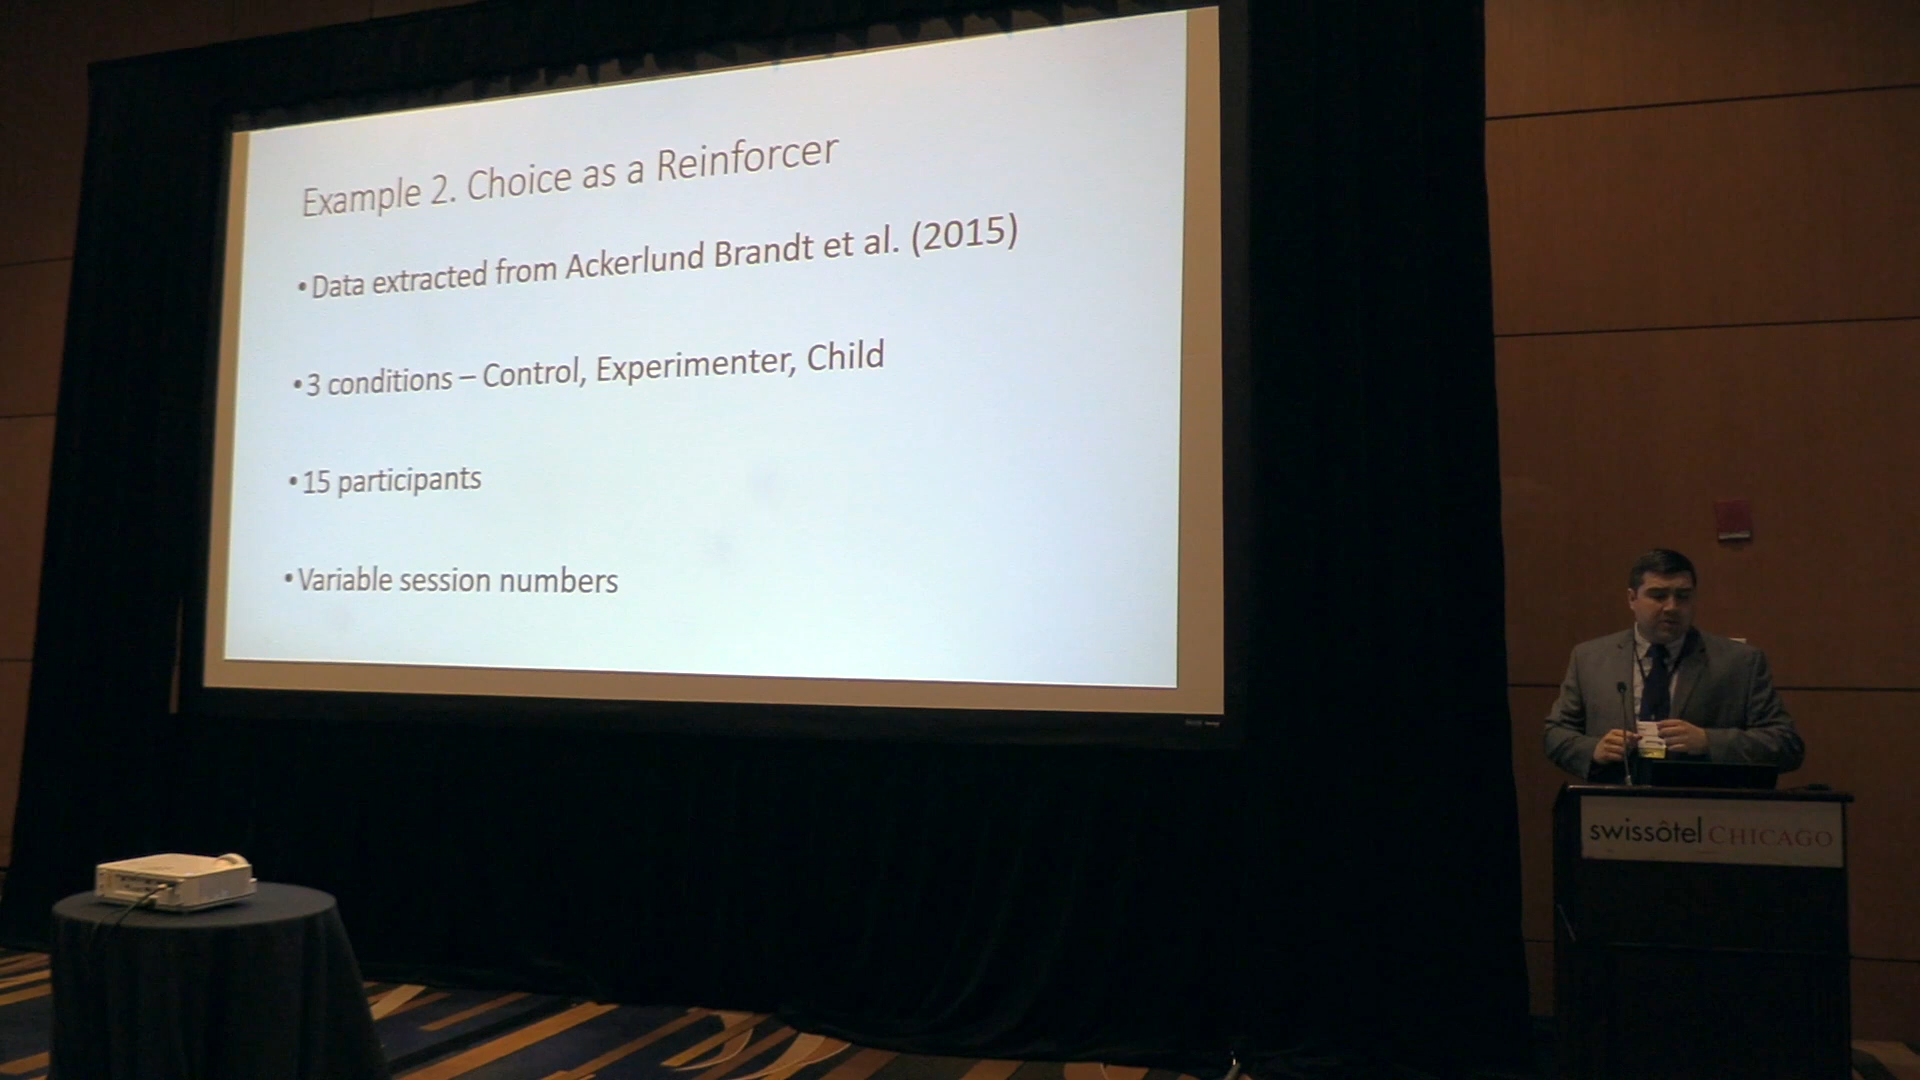 Example 2. Choice as a Reinforcer
• Data extracted from Ackerlund Brandt et al. (2015)
• 3 conditions – Control, Experimenter, Child
• 15 participants
• Variable session numbers
swissôtel CHICAGO